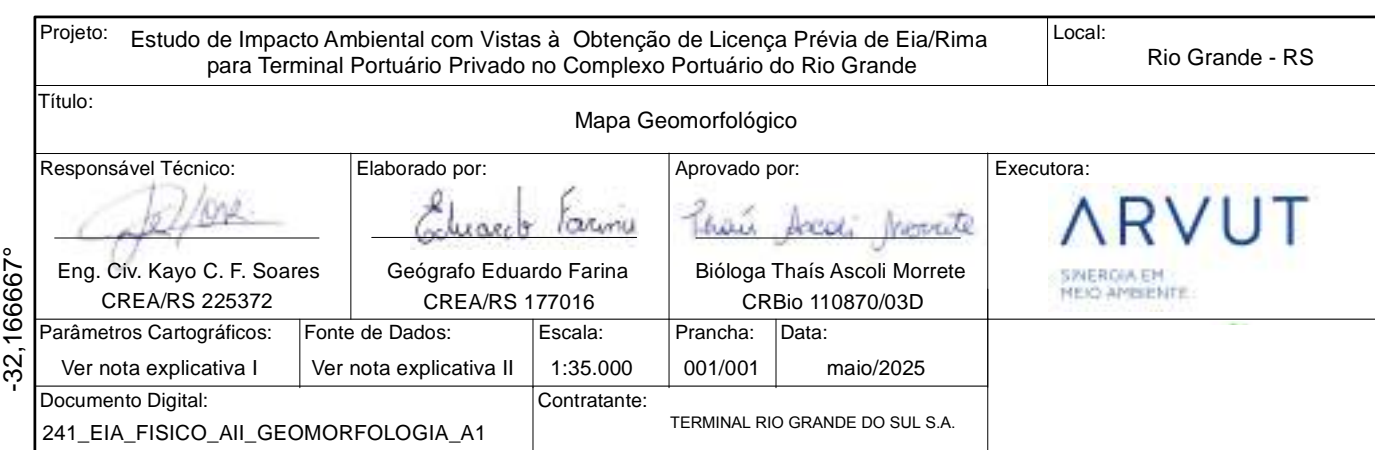 Projeto:
Estudo de Impacto Ambiental com Vistas à Obtenção de Licença Prévia de Eia/Rima
para Terminal Portuário Privado no Complexo Portuário do Rio Grande
Local:
Rio Grande - RS
Título:
Mapa Geomorfológico
Responsável Técnico:
Eng. Civ. Kayo C. F. Soares
CREA/RS 225372
Elaborado por:
Eduardo Farina
Geógrafo Eduardo Farina
CREA/RS 177016
Aprovado por:
Thaís Ascoli Morrete
Bióloga Thaís Ascoli Morrete
CRBio 110870/03D
Executora:
ARVUT
SINERGIA EM
MEIO AMBIENTE
-32,166667°
Parâmetros Cartográficos:
Ver nota explicativa I
Fonte de Dados:
Ver nota explicativa II
Escala:
1:35.000
Prancha:
001/001
Data:
maio/2025
Documento Digital:
241_EIA_FISICO_AII_GEOMORFOLOGIA_A1
Contratante:
TERMINAL RIO GRANDE DO SUL S.A.